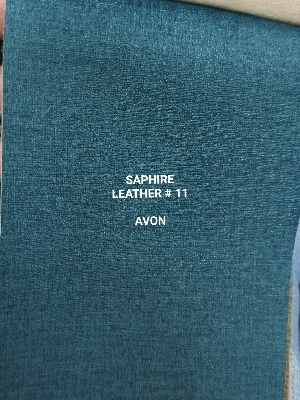 SAPHIRE
LEATHER # 11
AVON